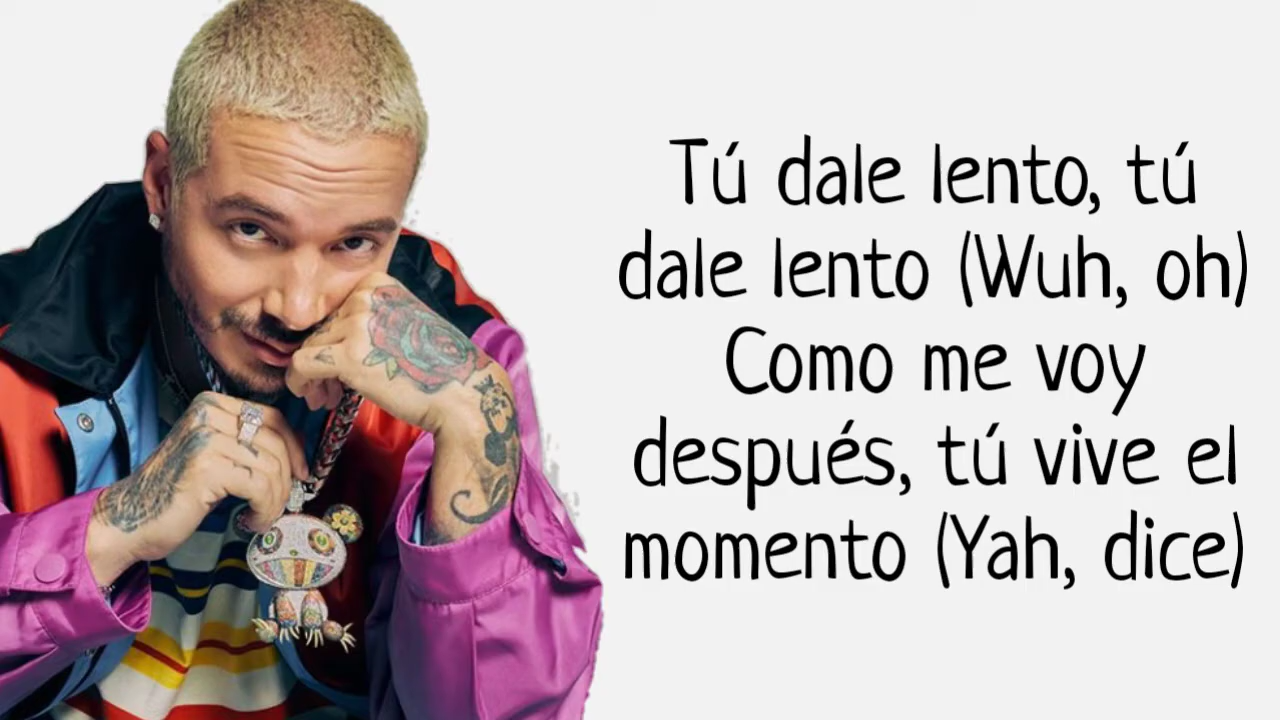 Tú dale lento, tú
dale lento (Wuh, oh)
Como me voy
después, tú vive el
momento (Yah, dice)